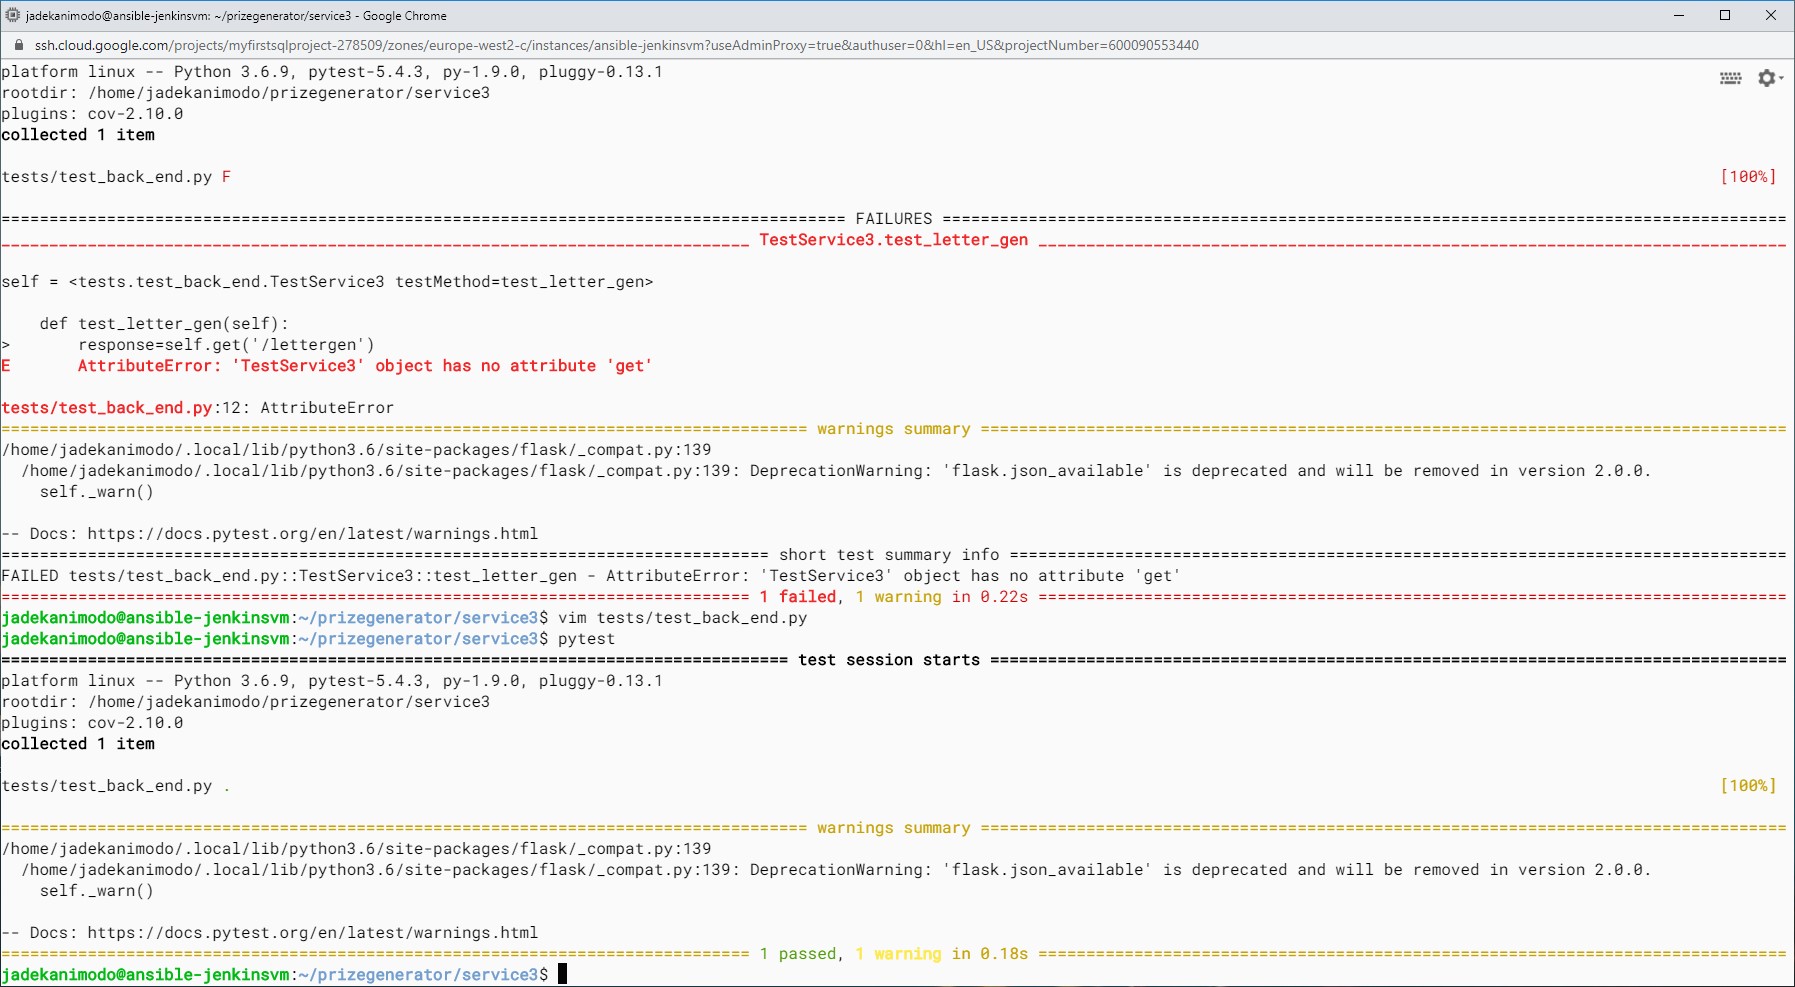 jadekanimodo@ansible-jenkinsvm: ~/prizegenerator/service3 - Google Chrome
ssh.cloud.google.com/projects/myfirstsqlproject-278509/zones/europe-west2-c/instances/ansible-jenkinsvm?useAdminProxy=true&authuser=0&hl=en_US&projectNumber=600090553440
platform linux -- Python 3.6.9, pytest-5.4.3, py-1.9.0, pluggy-0.13.1
rootdir: /home/jadekanimodo/prizegenerator/service3
plugins: cov-2.10.0
collected 1 item
tests/test_back_end.py F [100%]
======================================================================================== FAILURES ========================================================================================
______________________________________________________________________________ TestService3.test_letter_gen ______________________________________________________________________________
self = <tests.test_back_end.TestService3 testMethod=test_letter_gen>
    def test_letter_gen(self):
>       response=self.get('/lettergen')
E       AttributeError: 'TestService3' object has no attribute 'get'
tests/test_back_end.py:12: AttributeError
==================================================================================== warnings summary ====================================================================================
/home/jadekanimodo/.local/lib/python3.6/site-packages/flask/_compat.py:139
  /home/jadekanimodo/.local/lib/python3.6/site-packages/flask/_compat.py:139: DeprecationWarning: 'flask.json_available' is deprecated and will be removed in version 2.0.0.
    self._warn()
-- Docs: https://docs.pytest.org/en/latest/warnings.html
================================================================================ short test summary info =================================================================================
FAILED tests/test_back_end.py::TestService3::test_letter_gen - AttributeError: 'TestService3' object has no attribute 'get'
============================================================================== 1 failed, 1 warning in 0.22s ==============================================================================
jadekanimodo@ansible-jenkinsvm:~/prizegenerator/service3$ vim tests/test_back_end.py
jadekanimodo@ansible-jenkinsvm:~/prizegenerator/service3$ pytest
================================================================================== test session starts ===================================================================================
platform linux -- Python 3.6.9, pytest-5.4.3, py-1.9.0, pluggy-0.13.1
rootdir: /home/jadekanimodo/prizegenerator/service3
plugins: cov-2.10.0
collected 1 item
tests/test_back_end.py . [100%]
==================================================================================== warnings summary ====================================================================================
/home/jadekanimodo/.local/lib/python3.6/site-packages/flask/_compat.py:139
  /home/jadekanimodo/.local/lib/python3.6/site-packages/flask/_compat.py:139: DeprecationWarning: 'flask.json_available' is deprecated and will be removed in version 2.0.0.
    self._warn()
-- Docs: https://docs.pytest.org/en/latest/warnings.html
============================================================================== 1 passed, 1 warning in 0.18s ==============================================================================
jadekanimodo@ansible-jenkinsvm:~/prizegenerator/service3$